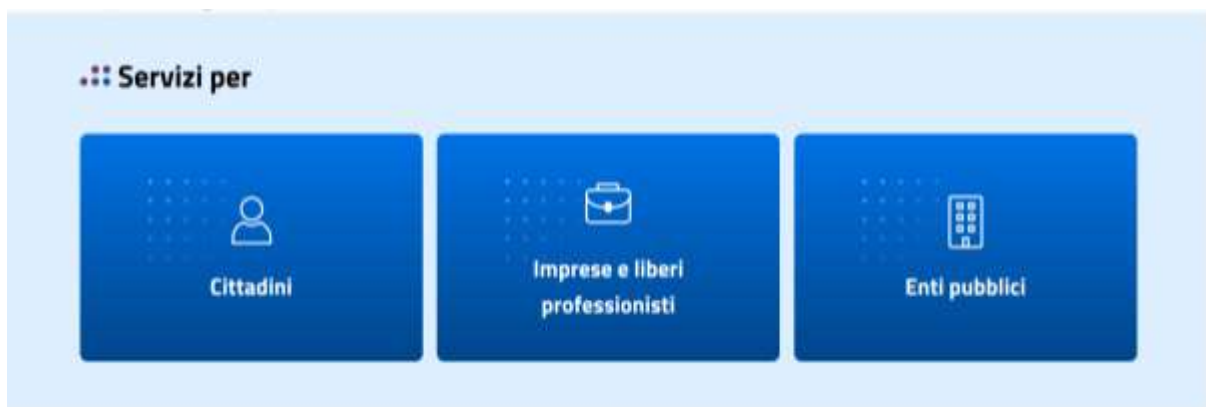 Servizi per
Cittadini
Imprese e liberi
professionisti
Enti pubblici